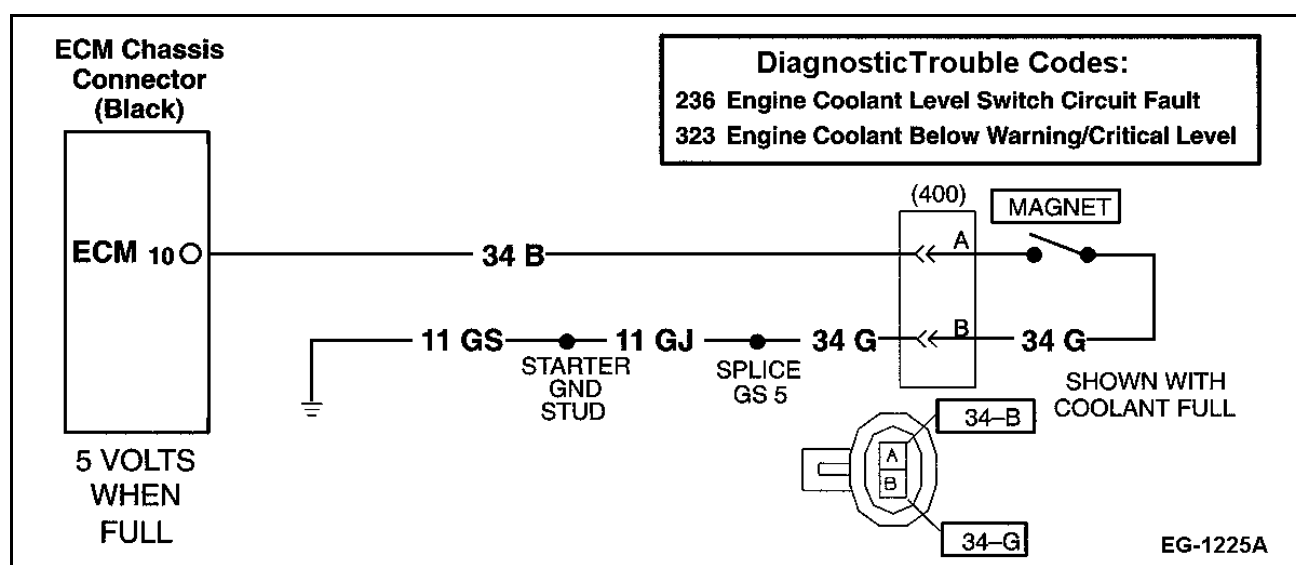 ECM Chassis
Connector
(Black)
DiagnosticTrouble Codes:
236 Engine Coolant Level Switch Circuit Fault
323 Engine Coolant Below Warning/Critical Level
(400)
MAGNET
ECM 10
34 B
A
11 GS
11 GJ
34 G
B
34 G
STARTER
GND
STUD
SPLICE
GS 5
SHOWN WITH
COOLANT FULL
5 VOLTS
WHEN
FULL
34–B
A
B
34–G
EG-1225A